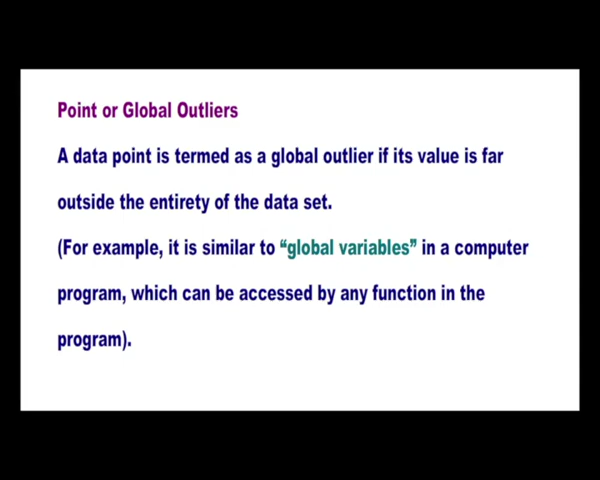 Point or Global Outliers
A data point is termed as a global outlier if its value is far
outside the entirety of the data set.
(For example, it is similar to “global variables” in a computer
program, which can be accessed by any function in the
program).